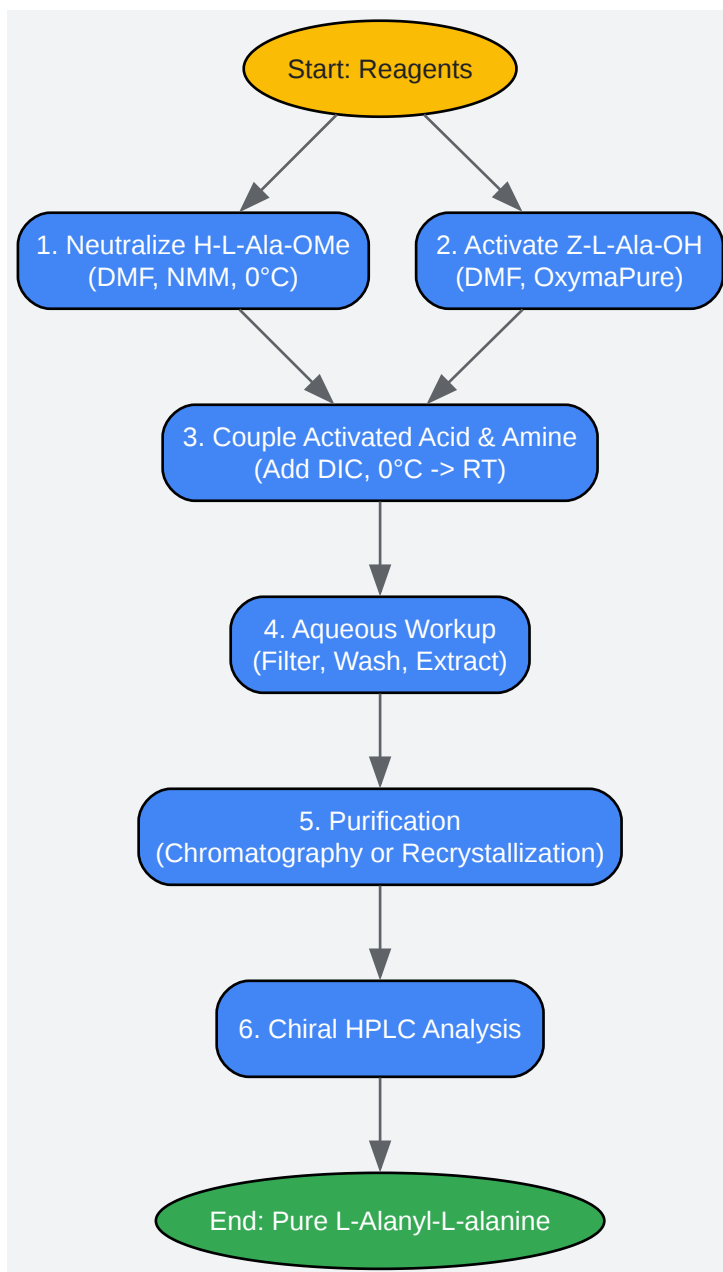 Start: Reagents
1. Neutralize H-L-Ala-OMe
(DMF, NMM, 0°C)
2. Activate Z-L-Ala-OH
(DMF, OxymaPure)
3. Couple Activated Acid & Amine
(Add DIC, 0°C -> RT)
4. Aqueous Workup
(Filter, Wash, Extract)
5. Purification
(Chromatography or Recrystallization)
6. Chiral HPLC Analysis
End: Pure L-Alanyl-L-alanine